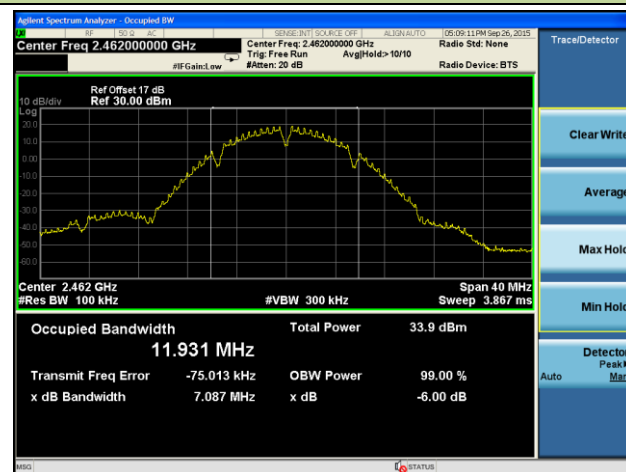 Agilent Spectrum Analyzer - Occupied BW
RF 50 Ω AC SENSE:INT SOURCE OFF ALIGN AUTO 05:09:11 PM Sep 26, 2015
Center Freq 2.462000000 GHz
Center Freq: 2.462000000 GHz
Radio Std: None
Trig: Free Run Avg|Hold:>10/10
#IFGain:Low #Atten: 20 dB Radio Device: BTS
Ref Offset 17 dB
10 dB/div Ref 30.00 dBm
Log
20.0
10.0
0.00
-10.0
-20.0
-30.0
-40.0
-50.0
-60.0
Center 2.462 GHz Span 40 MHz
#Res BW 100 kHz #VBW 300 kHz Sweep 3.867 ms
Occupied Bandwidth Total Power 33.9 dBm
11.931 MHz
Transmit Freq Error -75.013 kHz OBW Power 99.00 %
x dB Bandwidth 7.087 MHz x dB -6.00 dB
MSG STATUS
Trace/Detector
Clear Write
Average
Max Hold
Min Hold
Detector
Peak
Auto Man